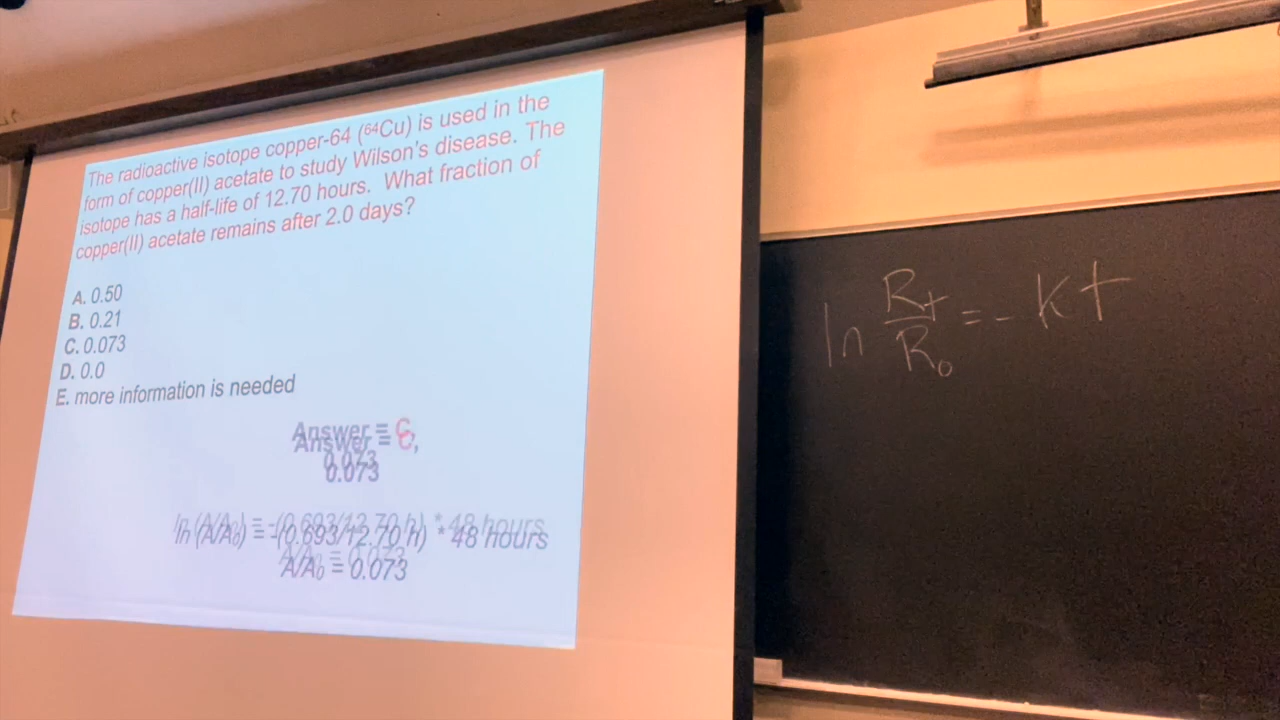 The radioactive isotope copper-64 (⁶⁴Cu) is used in the
form of copper(II) acetate to study Wilson's disease. The
isotope has a half-life of 12.70 hours. What fraction of
copper(II) acetate remains after 2.0 days?
A. 0.50
B. 0.21
C. 0.073
D. 0.0
E. more information is needed
Answer = C,
0.073
ln (A/A₀) = -(0.693/12.70 h) * 48 hours
A/A₀ = 0.073
ln Rt/R₀ = - kt